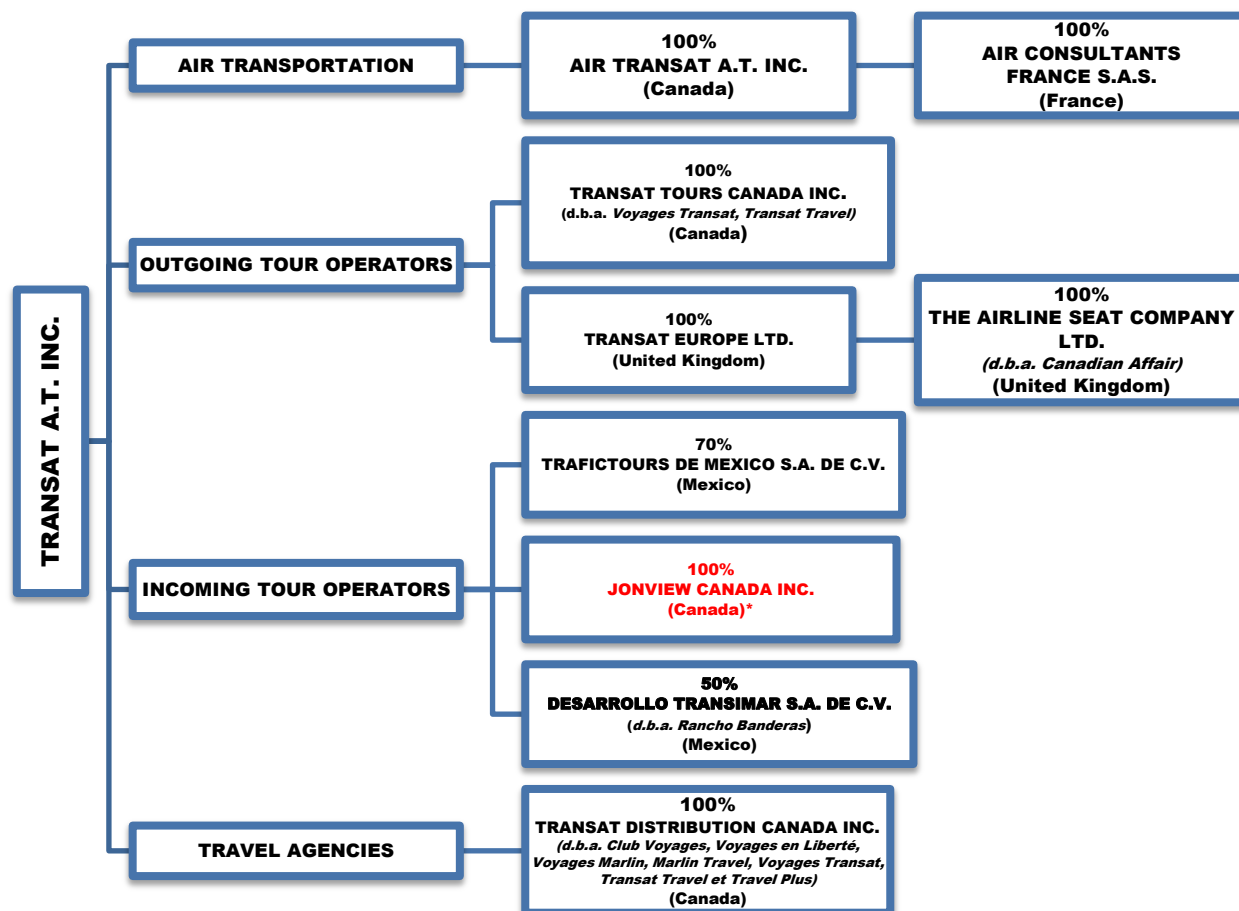 TRANSAT A.T. INC.
AIR TRANSPORTATION
100%
AIR TRANSAT A.T. INC.
(Canada)
100%
AIR CONSULTANTS
FRANCE S.A.S.
(France)
OUTGOING TOUR OPERATORS
100%
TRANSAT TOURS CANADA INC.
(d.b.a. Voyages Transat, Transat Travel)
(Canada)
100%
TRANSAT EUROPE LTD.
(United Kingdom)
100%
THE AIRLINE SEAT COMPANY
LTD.
(d.b.a. Canadian Affair)
(United Kingdom)
INCOMING TOUR OPERATORS
70%
TRAFICTOURS DE MEXICO S.A. DE C.V.
(Mexico)
100%
JONVIEW CANADA INC.
(Canada)*
50%
DESARROLLO TRANSIMAR S.A. DE C.V.
(d.b.a. Rancho Banderas)
(Mexico)
TRAVEL AGENCIES
100%
TRANSAT DISTRIBUTION CANADA INC.
(d.b.a. Club Voyages, Voyages en Liberté,
Voyages Marlin, Marlin Travel, Voyages Transat,
Transat Travel et Travel Plus)
(Canada)